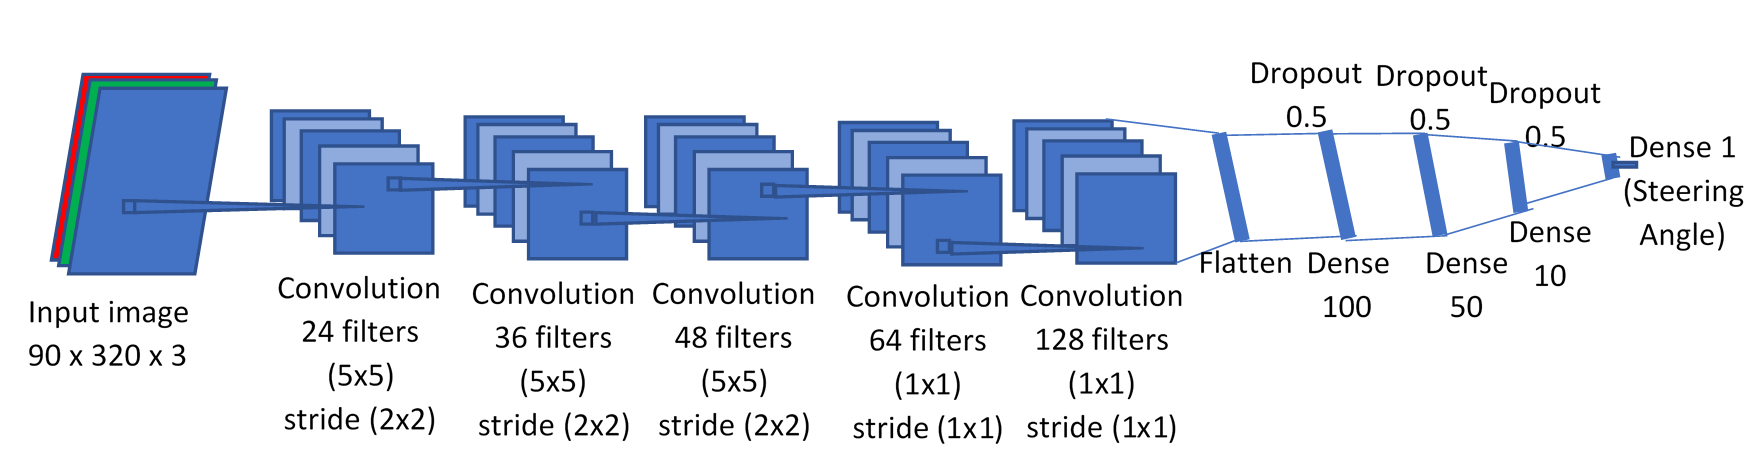 Input image
90 x 320 x 3
Convolution
24 filters
(5x5)
stride (2x2)
Convolution
36 filters
(5x5)
stride (2x2)
Convolution
48 filters
(5x5)
stride (2x2)
Convolution
64 filters
(1x1)
stride (1x1)
Convolution
128 filters
(1x1)
stride (1x1)
Flatten
Dropout
0.5
Dense
100
Dropout
0.5
Dense
50
Dropout
0.5
Dense
10
Dense 1
(Steering
Angle)